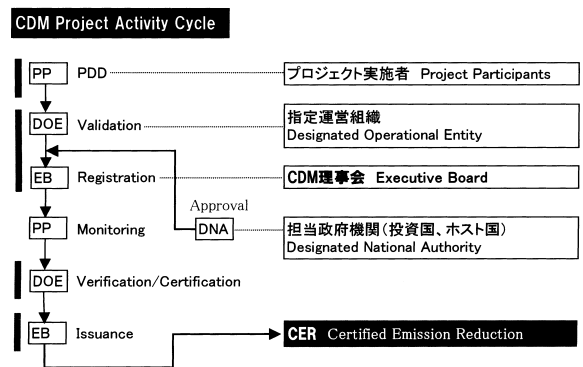 CDM Project Activity Cycle
PP PDD プロジェクト実施者 Project Participants
DOE Validation 指定運営組織
Designated Operational Entity
EB Registration CDM理事会 Executive Board
Approval
PP Monitoring DNA 担当政府機関(投資国、ホスト国)
Designated National Authority
DOE Verification/Certification
EB Issuance CER Certified Emission Reduction